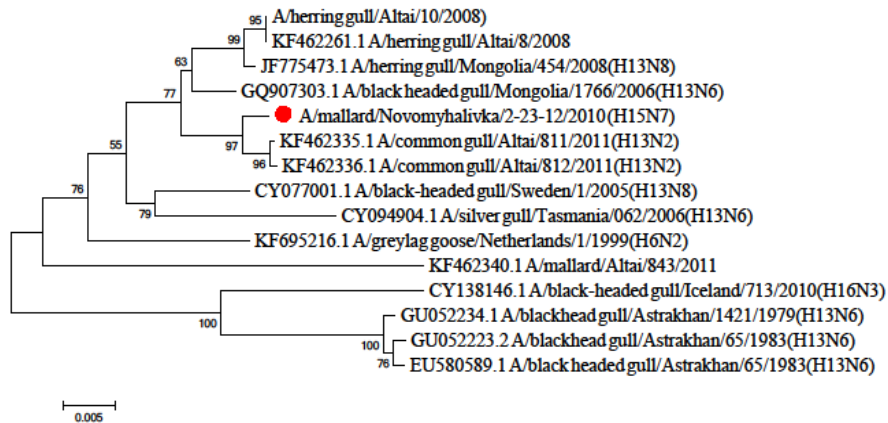 95
A/herring gull/Altai/10/2008)
KF462261.1 A/herring gull/Altai/8/2008
99
JF775473.1 A/herring gull/Mongolia/454/2008(H13N8)
63
GQ907303.1 A/black headed gull/Mongolia/1766/2006(H13N6)
77
A/mallard/Novomyhalivka/2-23-12/2010(H15N7)
97
KF462335.1 A/common gull/Altai/811/2011(H13N2)
96
KF462336.1 A/common gull/Altai/812/2011(H13N2)
55
CY077001.1 A/black-headed gull/Sweden/1/2005(H13N8)
79
CY094904.1 A/silver gull/Tasmania/062/2006(H13N6)
76
KF695216.1 A/greylag goose/Netherlands/1/1999(H6N2)
KF462340.1 A/mallard/Altai/843/2011
CY138146.1 A/black-headed gull/Iceland/713/2010(H16N3)
100
GU052234.1 A/blackhead gull/Astrakhan/1421/1979(H13N6)
100
GU052223.2 A/blackhead gull/Astrakhan/65/1983(H13N6)
76
EU580589.1 A/black headed gull/Astrakhan/65/1983(H13N6)
0.005